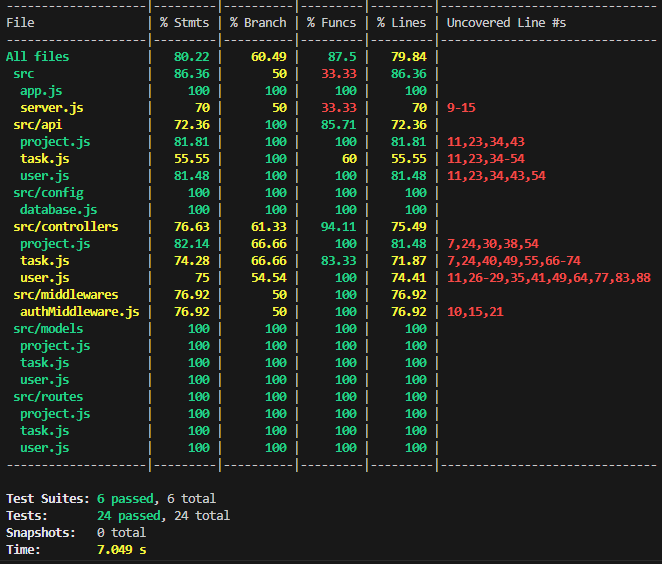 --------------------|---------|----------|---------|---------|-------------------------------
File                | % Stmts | % Branch | % Funcs | % Lines | Uncovered Line #s
--------------------|---------|----------|---------|---------|-------------------------------
All files           |   80.22 |    60.49 |    87.5 |   79.84 |
 src                |   86.36 |       50 |   33.33 |   86.36 |
  app.js            |     100 |      100 |     100 |     100 |
  server.js         |      70 |       50 |   33.33 |      70 | 9-15
 src/api            |   72.36 |      100 |   85.71 |   72.36 |
  project.js        |   81.81 |      100 |     100 |   81.81 | 11,23,34,43
  task.js           |   55.55 |      100 |      60 |   55.55 | 11,23,34-54
  user.js           |   81.48 |      100 |     100 |   81.48 | 11,23,34,43,54
 src/config         |     100 |      100 |     100 |     100 |
  database.js       |     100 |      100 |     100 |     100 |
 src/controllers    |   76.63 |    61.33 |   94.11 |   75.49 |
  project.js        |   82.14 |    66.66 |     100 |   81.48 | 7,24,30,38,54
  task.js           |   74.28 |    66.66 |   83.33 |   71.87 | 7,24,40,49,55,66-74
  user.js           |      75 |    54.54 |     100 |   74.41 | 11,26-29,35,41,49,64,77,83,88
 src/middlewares    |   76.92 |       50 |     100 |   76.92 |
  authMiddleware.js |   76.92 |       50 |     100 |   76.92 | 10,15,21
 src/models         |     100 |      100 |     100 |     100 |
  project.js        |     100 |      100 |     100 |     100 |
  task.js           |     100 |      100 |     100 |     100 |
  user.js           |     100 |      100 |     100 |     100 |
 src/routes         |     100 |      100 |     100 |     100 |
  project.js        |     100 |      100 |     100 |     100 |
  task.js           |     100 |      100 |     100 |     100 |
  user.js           |     100 |      100 |     100 |     100 |
--------------------|---------|----------|---------|---------|-------------------------------

Test Suites: 6 passed, 6 total
Tests:       24 passed, 24 total
Snapshots:   0 total
Time:        7.049 s